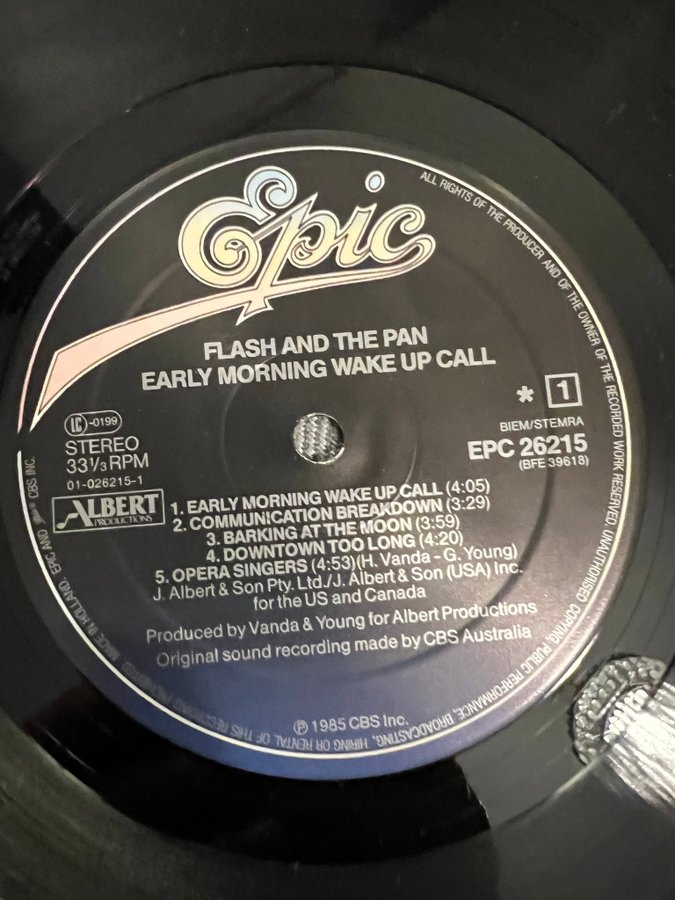 Epic
ALL RIGHTS OF THE PRODUCER AND OF THE OWNER OF THE RECORDED WORK RESERVED. UNAUTHORISED COPYING, PUBLIC PERFORMANCE, BROADCASTING, HIRING OR RENTAL OF THIS RECORDING PROHIBITED. MADE IN HOLLAND. EPIC AND CBS INC.
FLASH AND THE PAN
EARLY MORNING WAKE UP CALL
* 1
LC -0199
STEREO
33 1/3 RPM
01-026215-1
ALBERT
PRODUCTIONS
BIEM/STEMRA
EPC 26215
(BFE 39618)
1. EARLY MORNING WAKE UP CALL (4:05)
2. COMMUNICATION BREAKDOWN (3:29)
3. BARKING AT THE MOON (3:59)
4. DOWNTOWN TOO LONG (4:20)
5. OPERA SINGERS (4:53)(H. Vanda - G. Young)
J. Albert & Son Pty. Ltd./J. Albert & Son (USA) Inc.
for the US and Canada
Produced by Vanda & Young for Albert Productions
Original sound recording made by CBS Australia
℗ 1985 CBS Inc.